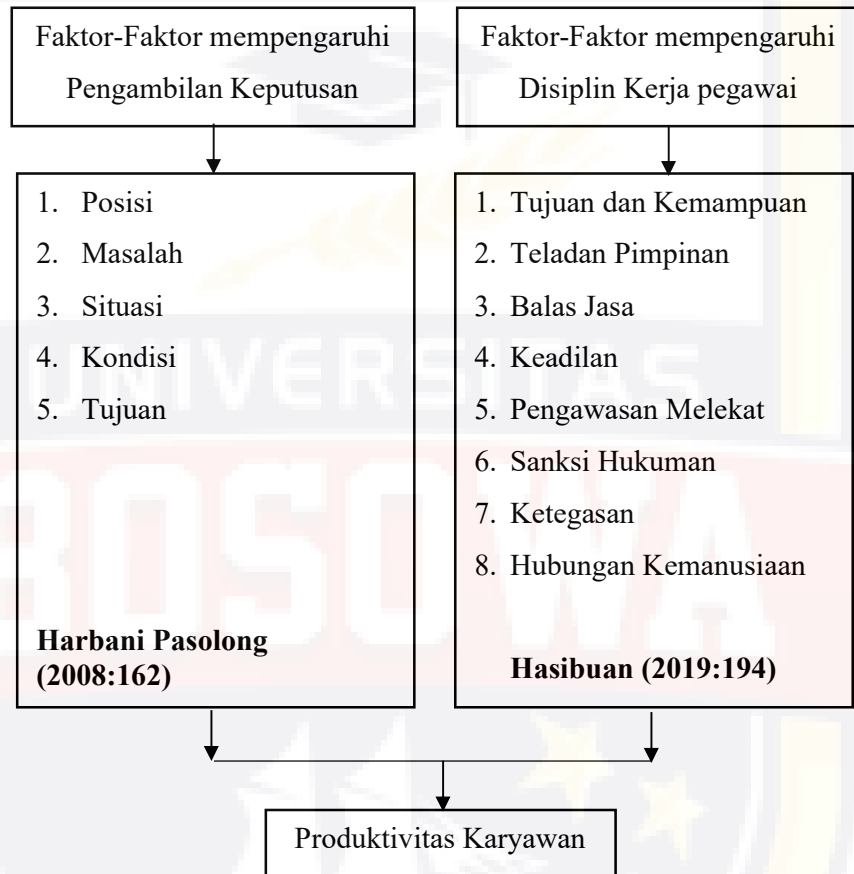 Faktor-Faktor mempengaruhi
Pengambilan Keputusan
Faktor-Faktor mempengaruhi
Disiplin Kerja pegawai
1. Posisi
2. Masalah
3. Situasi
4. Kondisi
5. Tujuan
Harbani Pasolong
(2008:162)
1. Tujuan dan Kemampuan
2. Teladan Pimpinan
3. Balas Jasa
4. Keadilan
5. Pengawasan Melekat
6. Sanksi Hukuman
7. Ketegasan
8. Hubungan Kemanusiaan
Hasibuan (2019:194)
Produktivitas Karyawan
UNIVERSITAS
BOSOWA